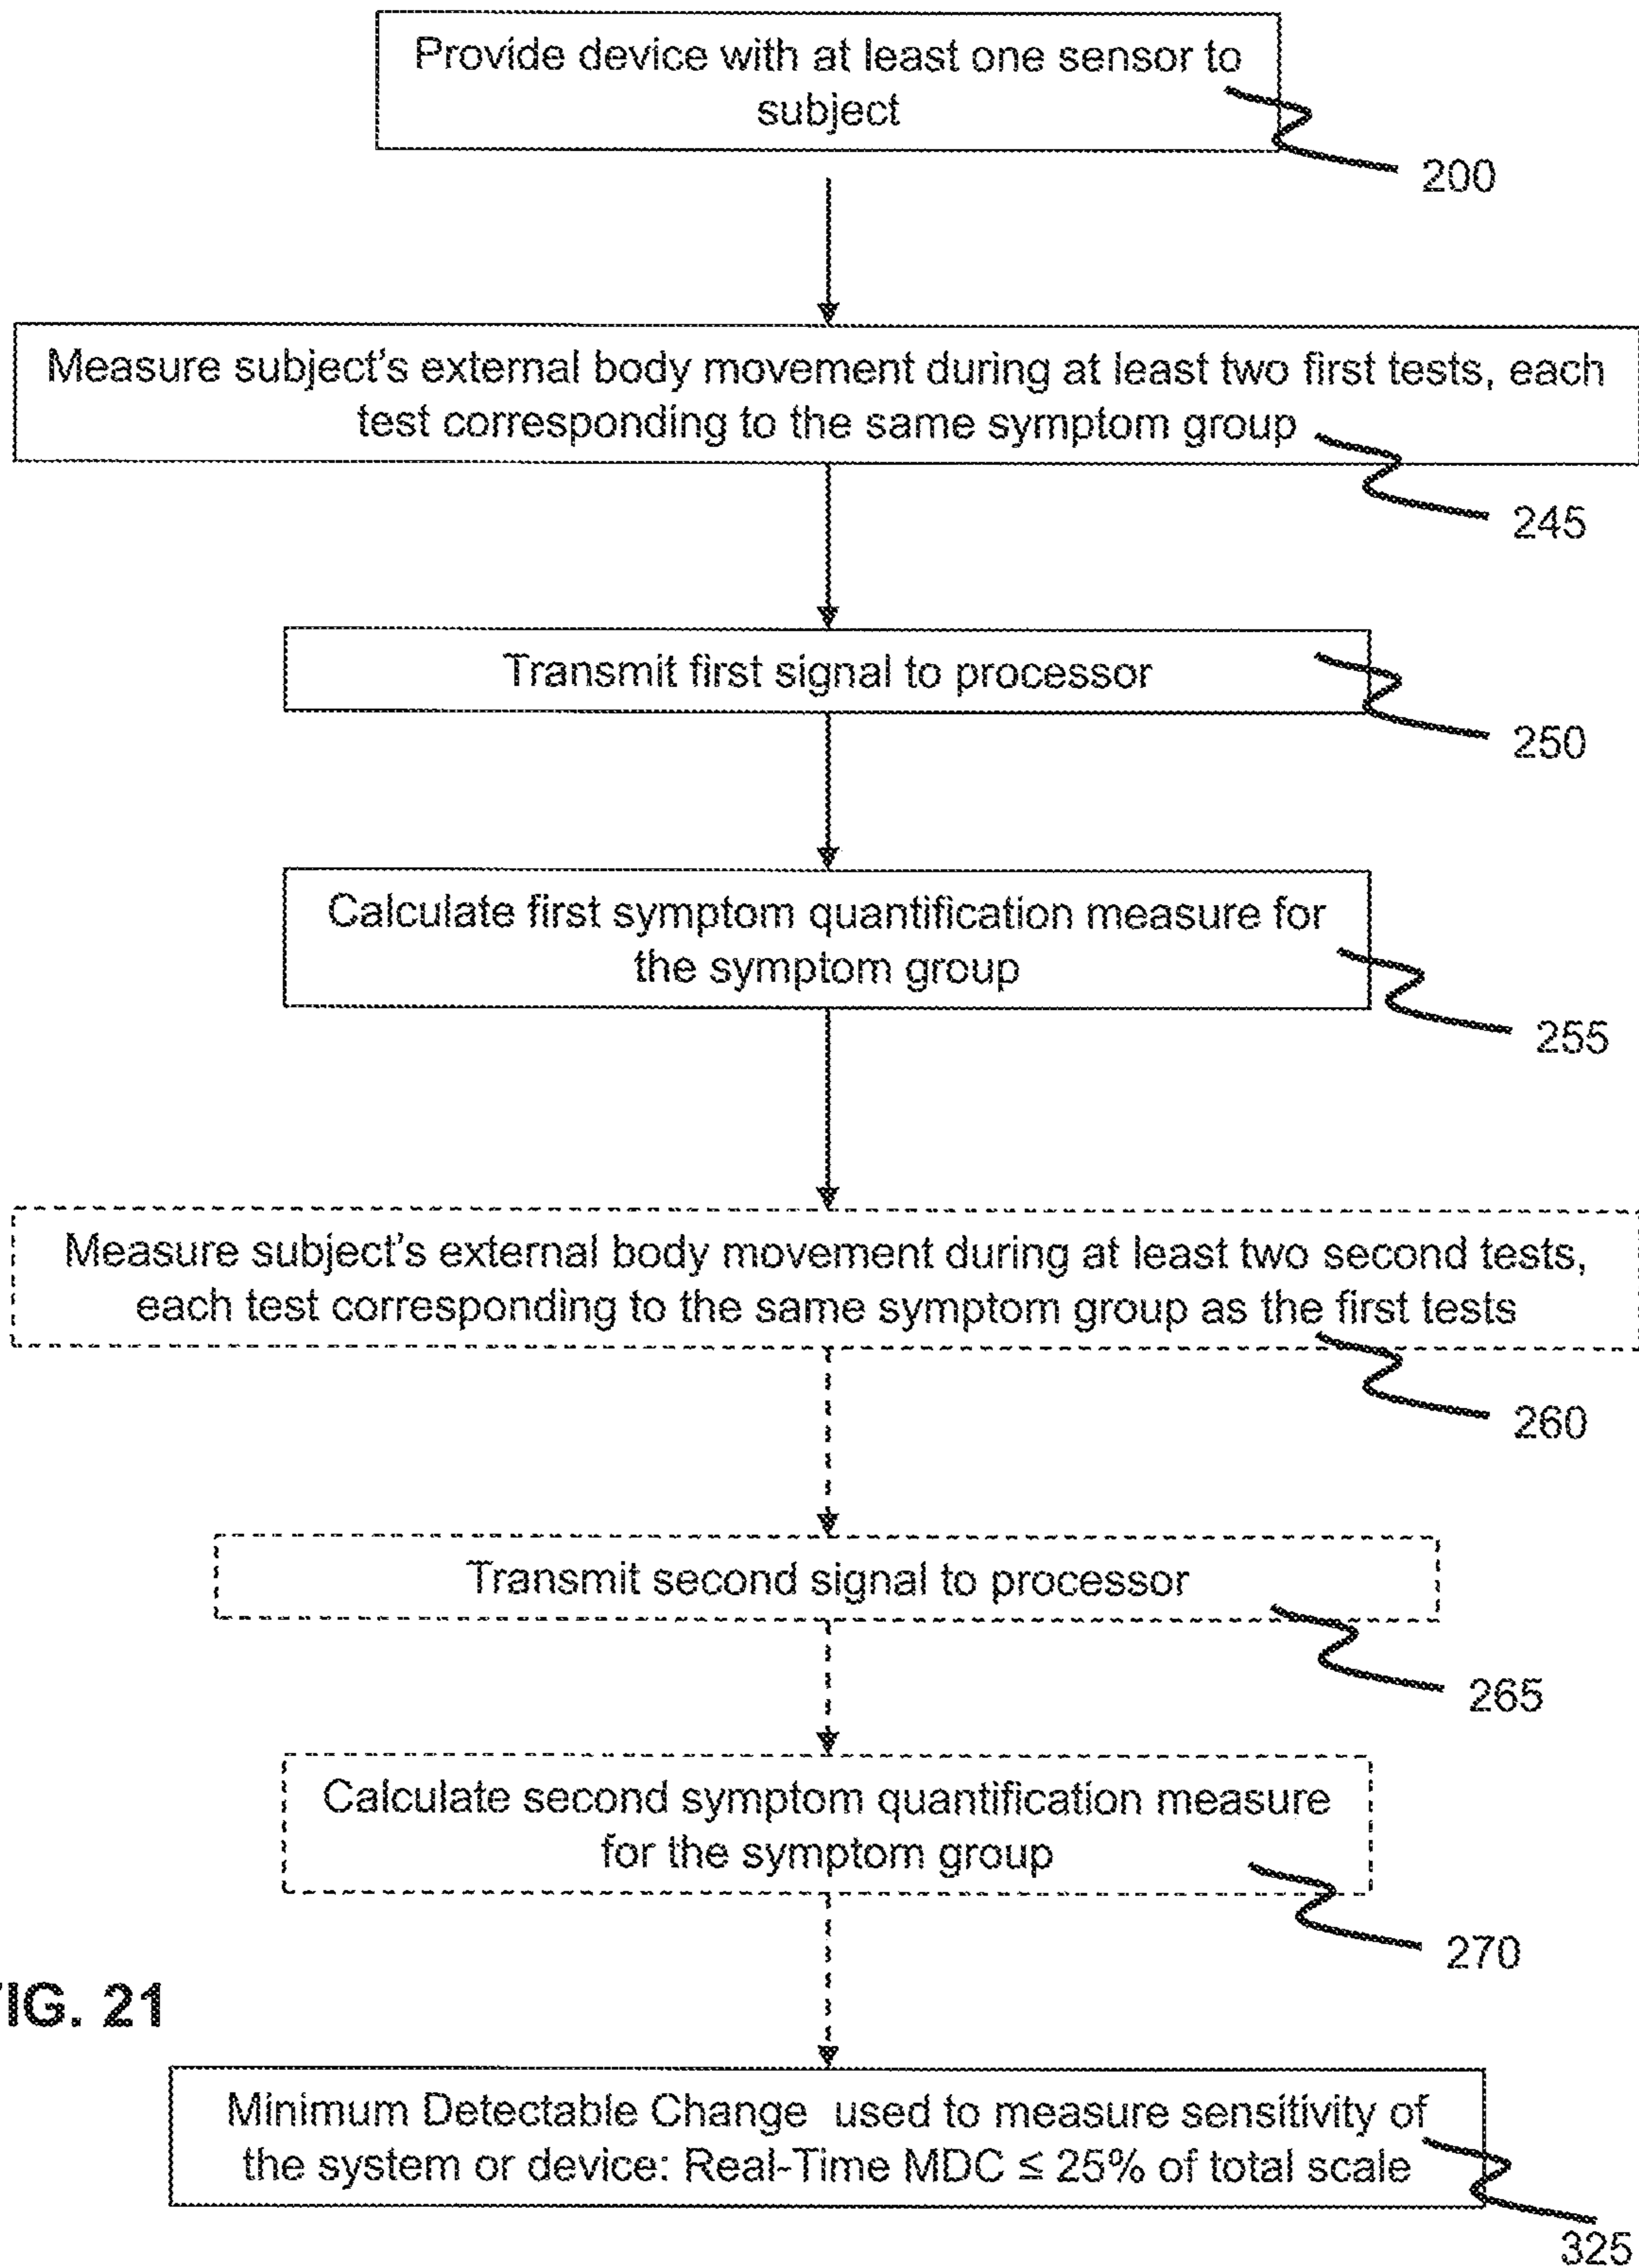 Provide device with at least one sensor to
subject
200
Measure subject's external body movement during at least two first tests, each
test corresponding to the same symptom group
245
Transmit first signal to processor
250
Calculate first symptom quantification measure for
the symptom group
255
Measure subject's external body movement during at least two second tests,
each test corresponding to the same symptom group as the first tests
260
Transmit second signal to processor
265
Calculate second symptom quantification measure
for the symptom group
270
IG. 21
Minimum Detectable Change used to measure sensitivity of
the system or device: Real-Time MDC ≤ 25% of total scale
325